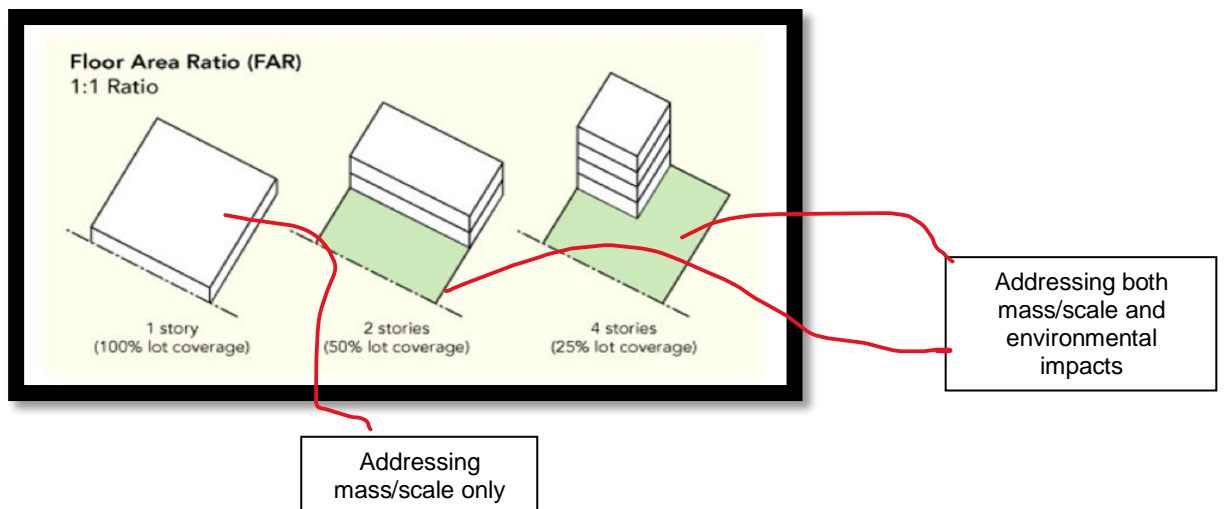 Floor Area Ratio (FAR)
1:1 Ratio
1 story
(100% lot coverage)
2 stories
(50% lot coverage)
4 stories
(25% lot coverage)
Addressing both
mass/scale and
environmental
impacts
Addressing
mass/scale only